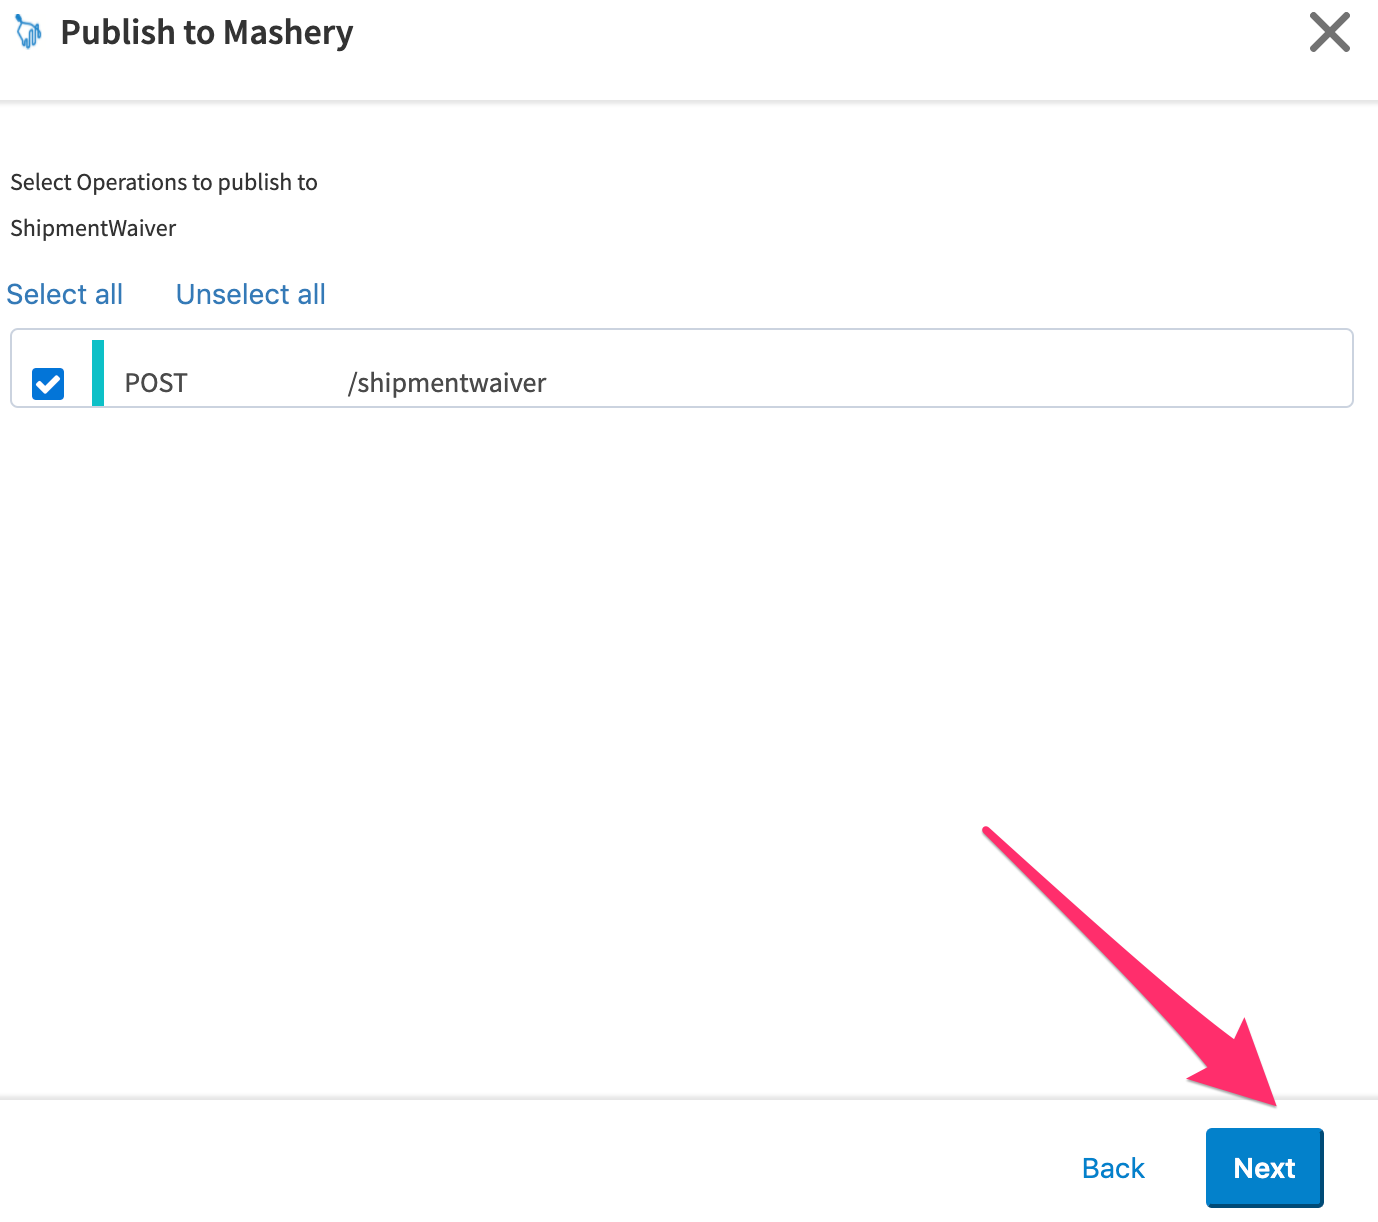 Publish to Mashery
Select Operations to publish to
ShipmentWaiver
Select all Unselect all
POST /shipmentwaiver
Back Next